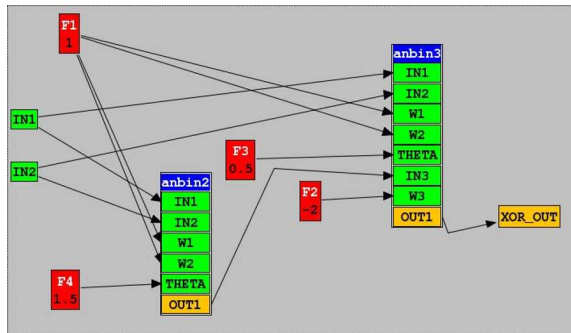 F1
1
anbin3
IN1
IN2
W1
W2
THETA
IN3
W3
OUT1
IN1
IN2
F3
0.5
F2
-2
XOR_OUT
anbin2
IN1
IN2
W1
W2
THETA
OUT1
F4
1.5